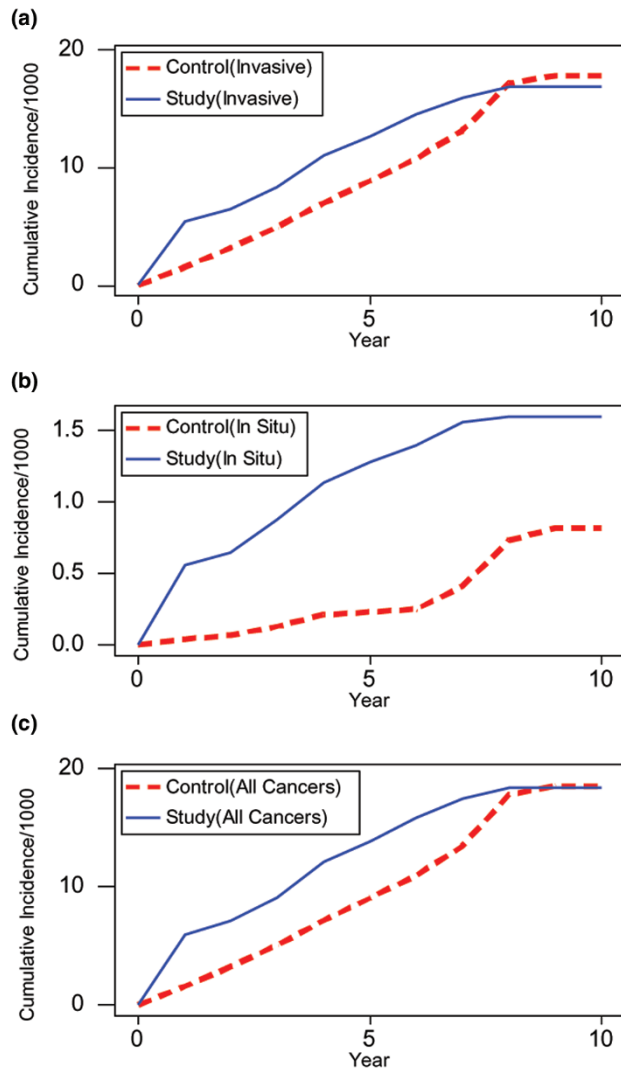 (a)
20
10
0
Cumulative Incidence/1000
Control(Invasive)
Study(Invasive)
0 5 10
Year
(b)
1.5
1.0
0.5
0.0
Cumulative Incidence/1000
Control(In Situ)
Study(In Situ)
0 5 10
Year
(c)
20
10
0
Cumulative Incidence/1000
Control(All Cancers)
Study(All Cancers)
0 5 10
Year